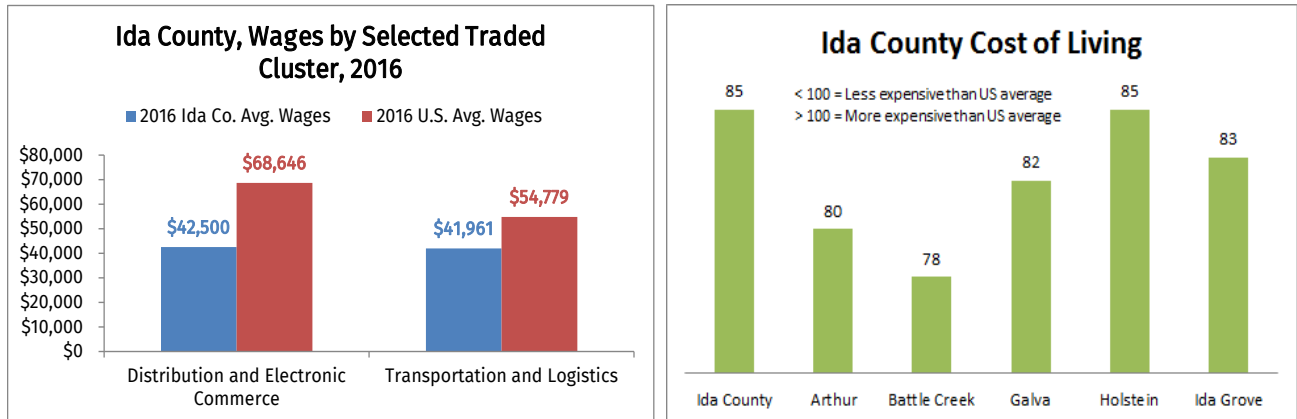 Ida County, Wages by Selected Traded
Cluster, 2016
2016 Ida Co. Avg. Wages
2016 U.S. Avg. Wages
$80,000
$70,000
$60,000
$50,000
$40,000
$30,000
$20,000
$10,000
$0
$42,500
$68,646
$41,961
$54,779
Distribution and Electronic
Commerce
Transportation and Logistics
Ida County Cost of Living
< 100 = Less expensive than US average
> 100 = More expensive than US average
85
80
78
82
85
83
Ida County
Arthur
Battle Creek
Galva
Holstein
Ida Grove